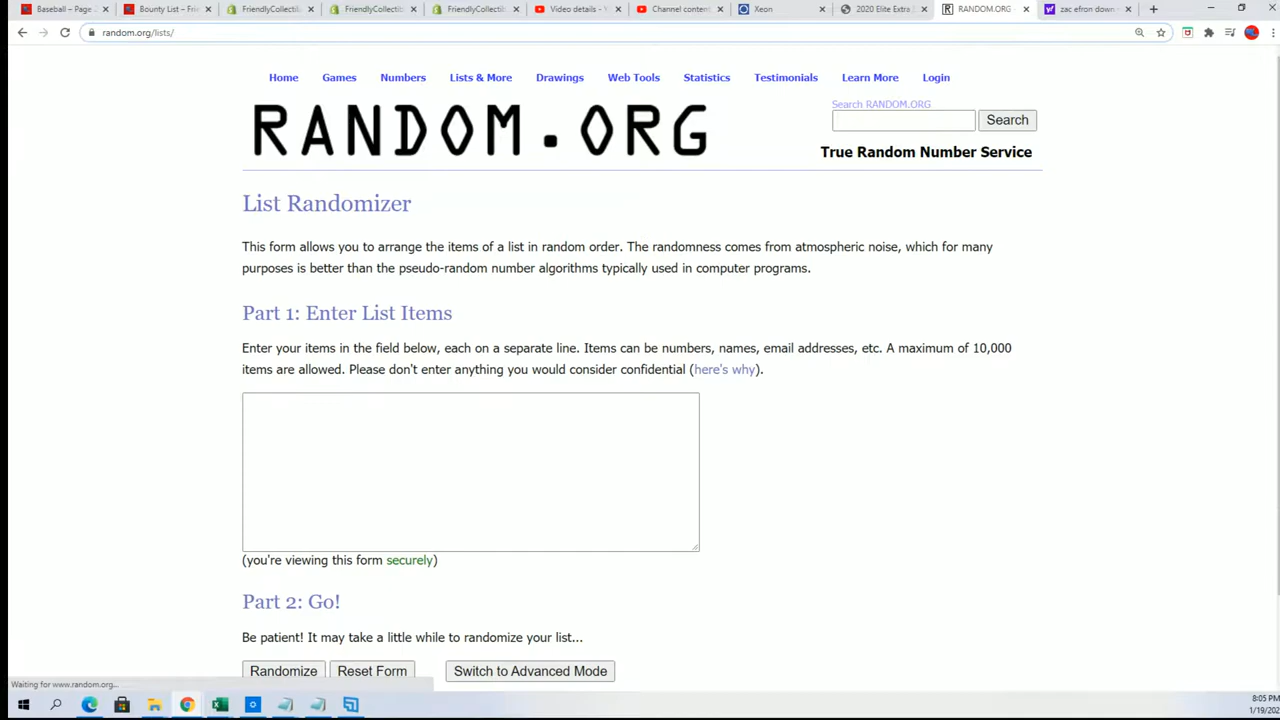 Baseball – Page
Bounty List – Fri
FriendlyCollectib
FriendlyCollectib
FriendlyCollectib
Video details -
Channel content
Xeon
2020 Elite Extra
RANDOM.ORG
zac efron down
random.org/lists/
Home Games Numbers Lists & More Drawings Web Tools Statistics Testimonials Learn More Login
RANDOM.ORG
Search RANDOM.ORG
Search
True Random Number Service
List Randomizer
This form allows you to arrange the items of a list in random order. The randomness comes from atmospheric noise, which for many
purposes is better than the pseudo-random number algorithms typically used in computer programs.
Part 1: Enter List Items
Enter your items in the field below, each on a separate line. Items can be numbers, names, email addresses, etc. A maximum of 10,000
items are allowed. Please don't enter anything you would consider confidential (here's why).
(you're viewing this form securely)
Part 2: Go!
Be patient! It may take a little while to randomize your list...
Randomize Reset Form Switch to Advanced Mode
Waiting for www.random.org...
8:05 PM
1/19/202